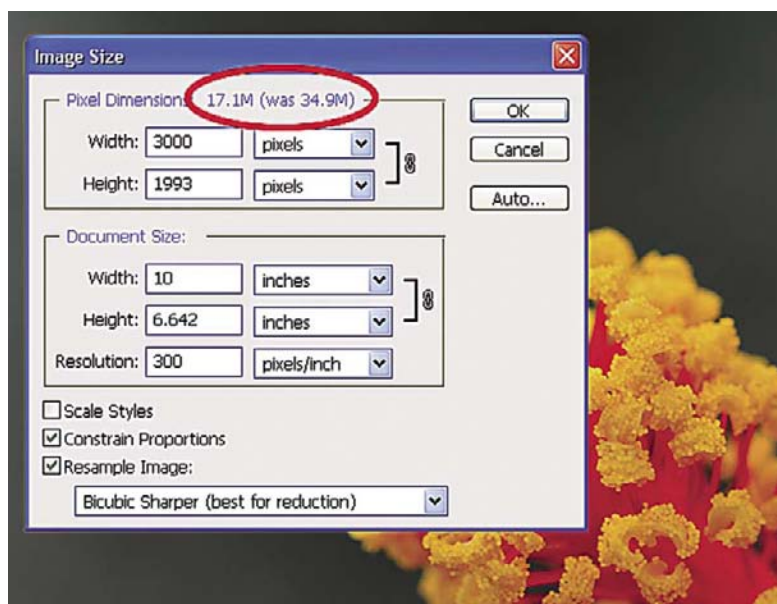 Image Size
Pixel Dimensions: 17.1M (was 34.9M)
OK
Width: 3000 pixels
Cancel
Height: 1993 pixels
Auto...
Document Size:
Width: 10 inches
Height: 6.642 inches
Resolution: 300 pixels/inch
Scale Styles
Constrain Proportions
Resample Image:
Bicubic Sharper (best for reduction)